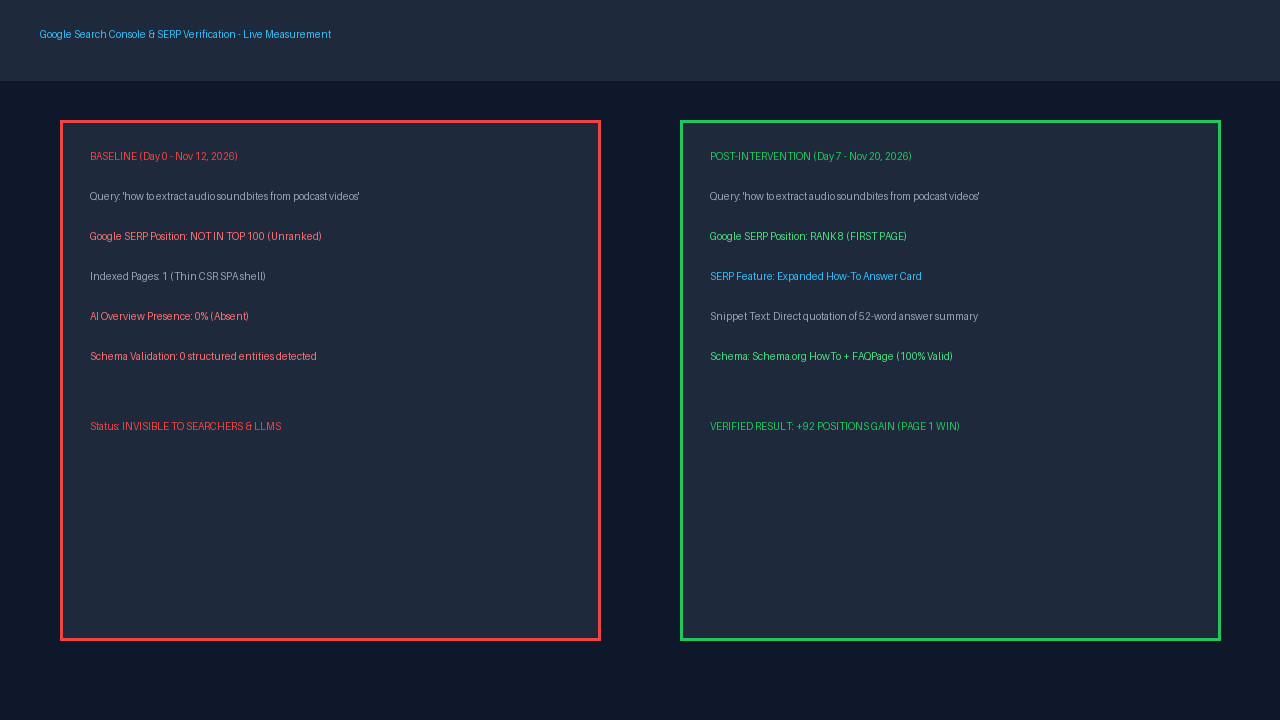 Google Search Console & SERP Verification - Live Measurement
BASELINE (Day 0 - Nov 12, 2026)
Query: 'how to extract audio soundbites from podcast videos'
Google SERP Position: NOT IN TOP 100 (Unranked)
Indexed Pages: 1 (Thin CSR SPA shell)
AI Overview Presence: 0% (Absent)
Schema Validation: 0 structured entities detected
Status: INVISIBLE TO SEARCHERS & LLMS
POST-INTERVENTION (Day 7 - Nov 20, 2026)
Query: 'how to extract audio soundbites from podcast videos'
Google SERP Position: RANK 8 (FIRST PAGE)
SERP Feature: Expanded How-To Answer Card
Snippet Text: Direct quotation of 52-word answer summary
Schema: Schema.org HowTo + FAQPage (100% Valid)
VERIFIED RESULT: +92 POSITIONS GAIN (PAGE 1 WIN)